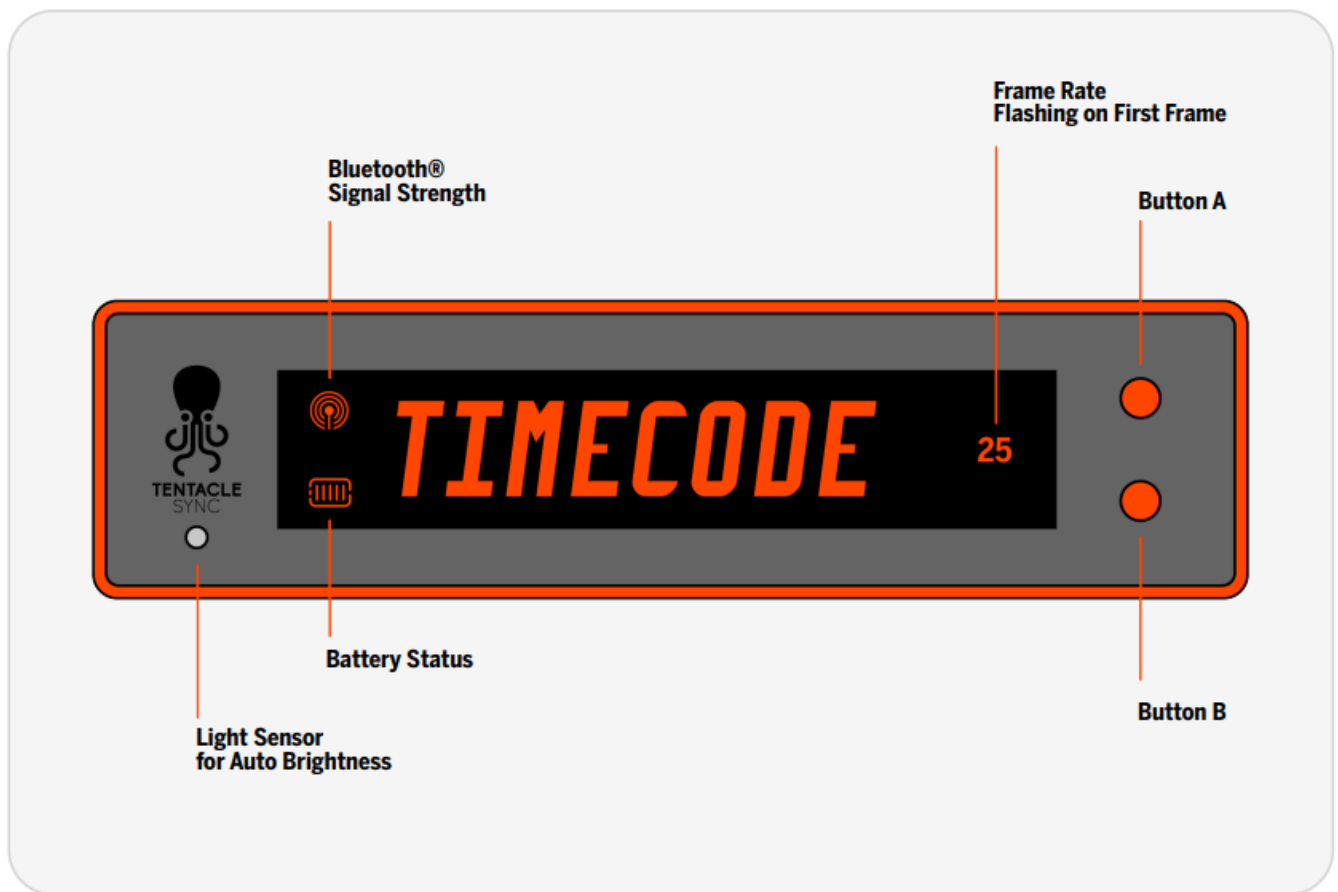 Frame Rate
Flashing on First Frame
Bluetooth®
Signal Strength
Button A
TIMECODE
25
TENTACLE
SYNC
Battery Status
Button B
Light Sensor
for Auto Brightness